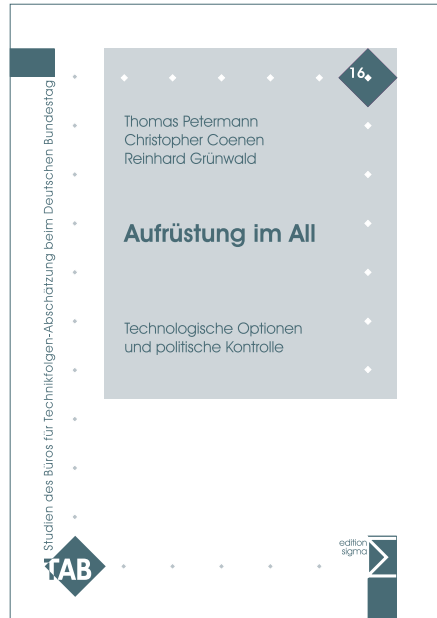 16
Thomas Petermann
Christopher Coenen
Reinhard Grünwald
Aufrüstung im All
Technologische Optionen
und politische Kontrolle
Studien des Büros für Technikfolgen-Abschätzung beim Deutschen Bundestag
TAB
edition
sigma